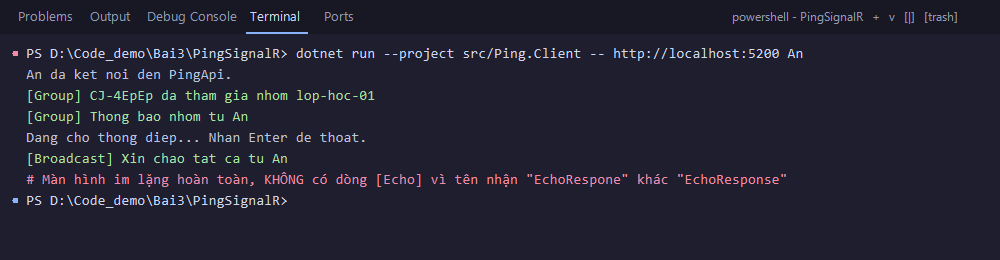 Problems Output Debug Console Terminal Ports powershell - PingSignalR + v [|] [trash]
PS D:\Code_demo\Bai3\PingSignalR> dotnet run --project src/Ping.Client -- http://localhost:5200 An
An da ket noi den PingApi.
[Group] CJ-4EpEp da tham gia nhom lop-hoc-01
[Group] Thong bao nhom tu An
Dang cho thong diep... Nhan Enter de thoat.
[Broadcast] Xin chao tat ca tu An
# Màn hình im lặng hoàn toàn, KHÔNG có dòng [Echo] vì tên nhận "EchoRespone" khác "EchoResponse"
PS D:\Code_demo\Bai3\PingSignalR>